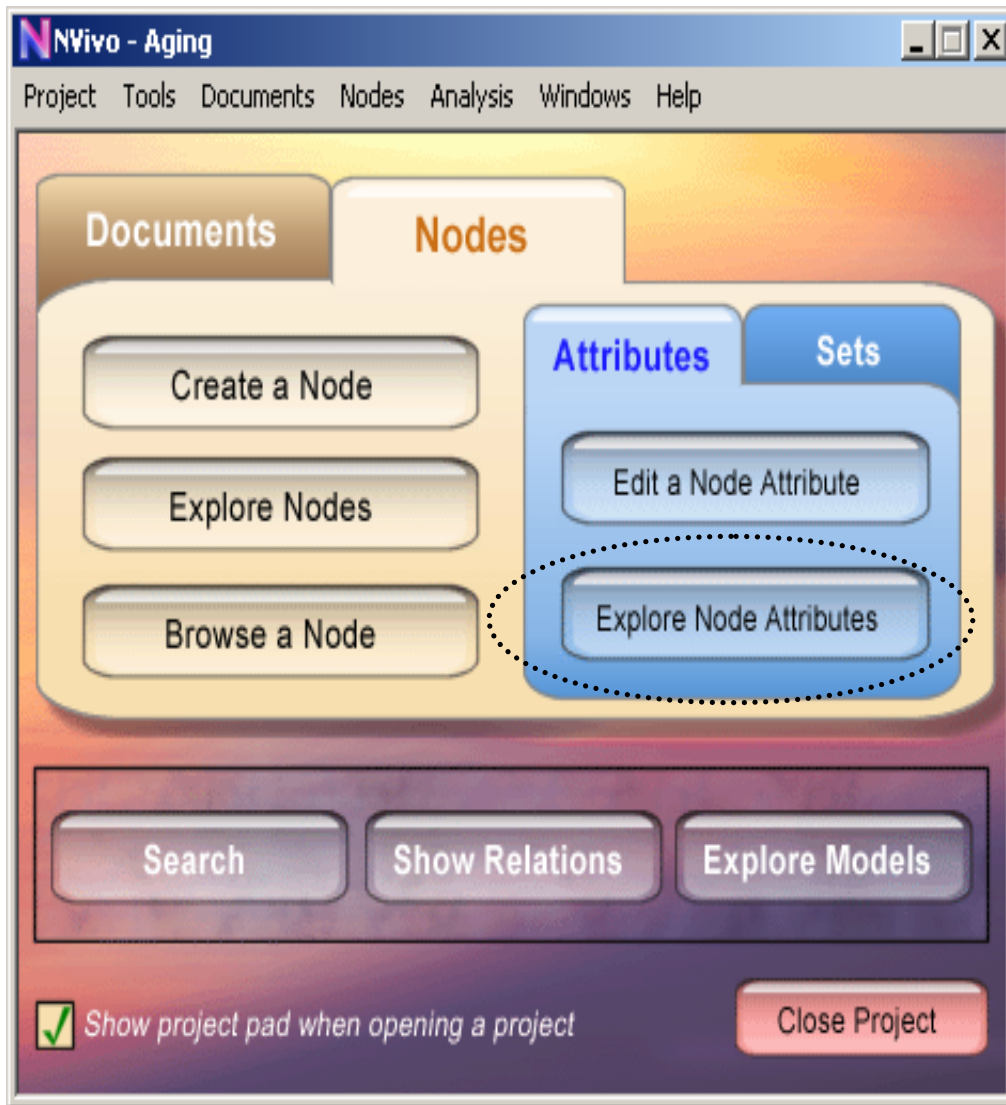 NVivo - Aging
Project Tools Documents Nodes Analysis Windows Help
Documents Nodes
Attributes Sets
Create a Node
Edit a Node Attribute
Explore Nodes
Explore Node Attributes
Browse a Node
Search Show Relations Explore Models
Show project pad when opening a project
Close Project